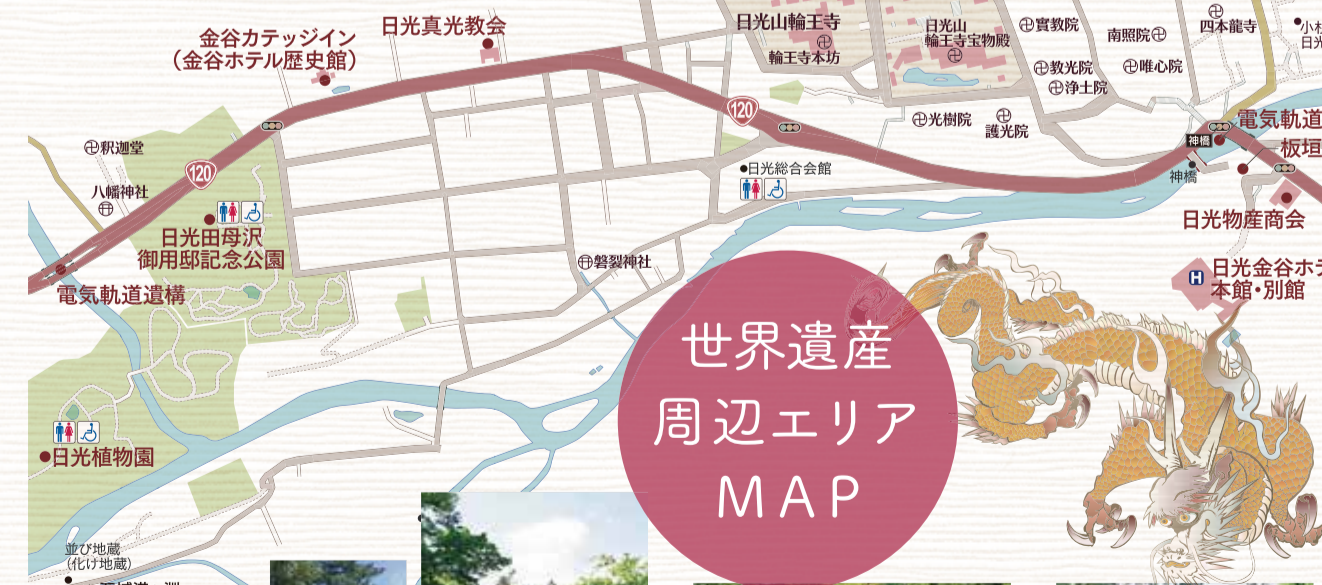 日光真光教会
金谷カテッジイン
（金谷ホテル歴史館）
日光山輪王寺
輪王寺本坊
日光山
輪王寺宝物殿
實教院
南照院
四本龍寺
教光院
唯心院
浄土院
光樹院
護光院
120
120
電気軌道
板垣
神橋
神橋
釈迦堂
八幡神社
日光総合会館
日光物産商会
日光田母沢
御用邸記念公園
磐裂神社
電気軌道遺構
H
日光金谷ホテ
本館・別館
世界遺産
周辺エリア
MAP
日光植物園
並び地蔵
（化け地蔵）